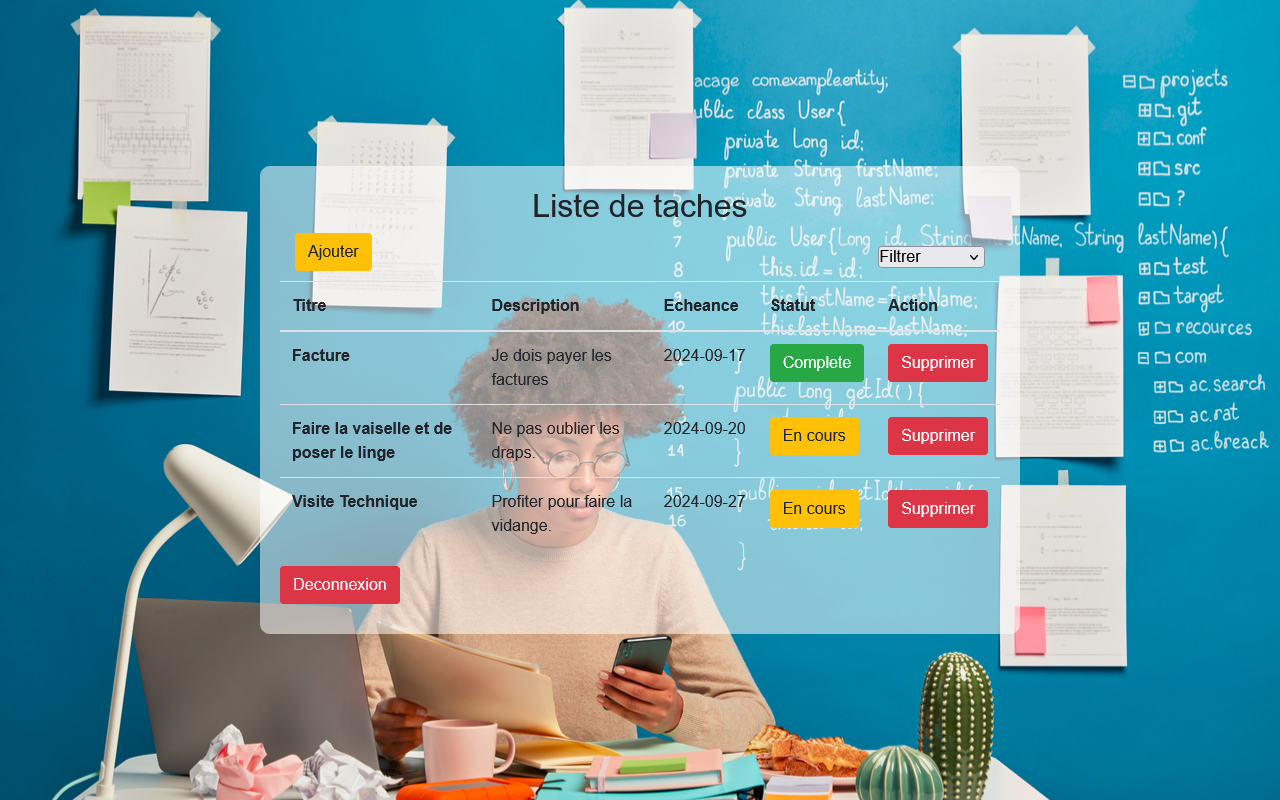 acage com.example.entity;
ublic class User{
private Long id;
private String firstName;
private String lastName;
public User{Long id, String stName, String lastName){
this.id = id;
this.firstName=firstName;
this.lastName=lastName;
}
public Long getId( ){
}
}
5
6
7
8
10
14
15
16
projects
.git
.conf
src
?
test
target
recources
com
ac.search
ac.rat
ac.breack
Liste de taches
Ajouter
Filtrer
Titre Description Echeance Statut Action
Facture Je dois payer les 2024-09-17 Complete Supprimer
factures
Faire la vaiselle et de Ne pas oublier les 2024-09-20 En cours Supprimer
poser le linge draps.
Visite Technique Profiter pour faire la 2024-09-27 En cours Supprimer
vidange.
Deconnexion